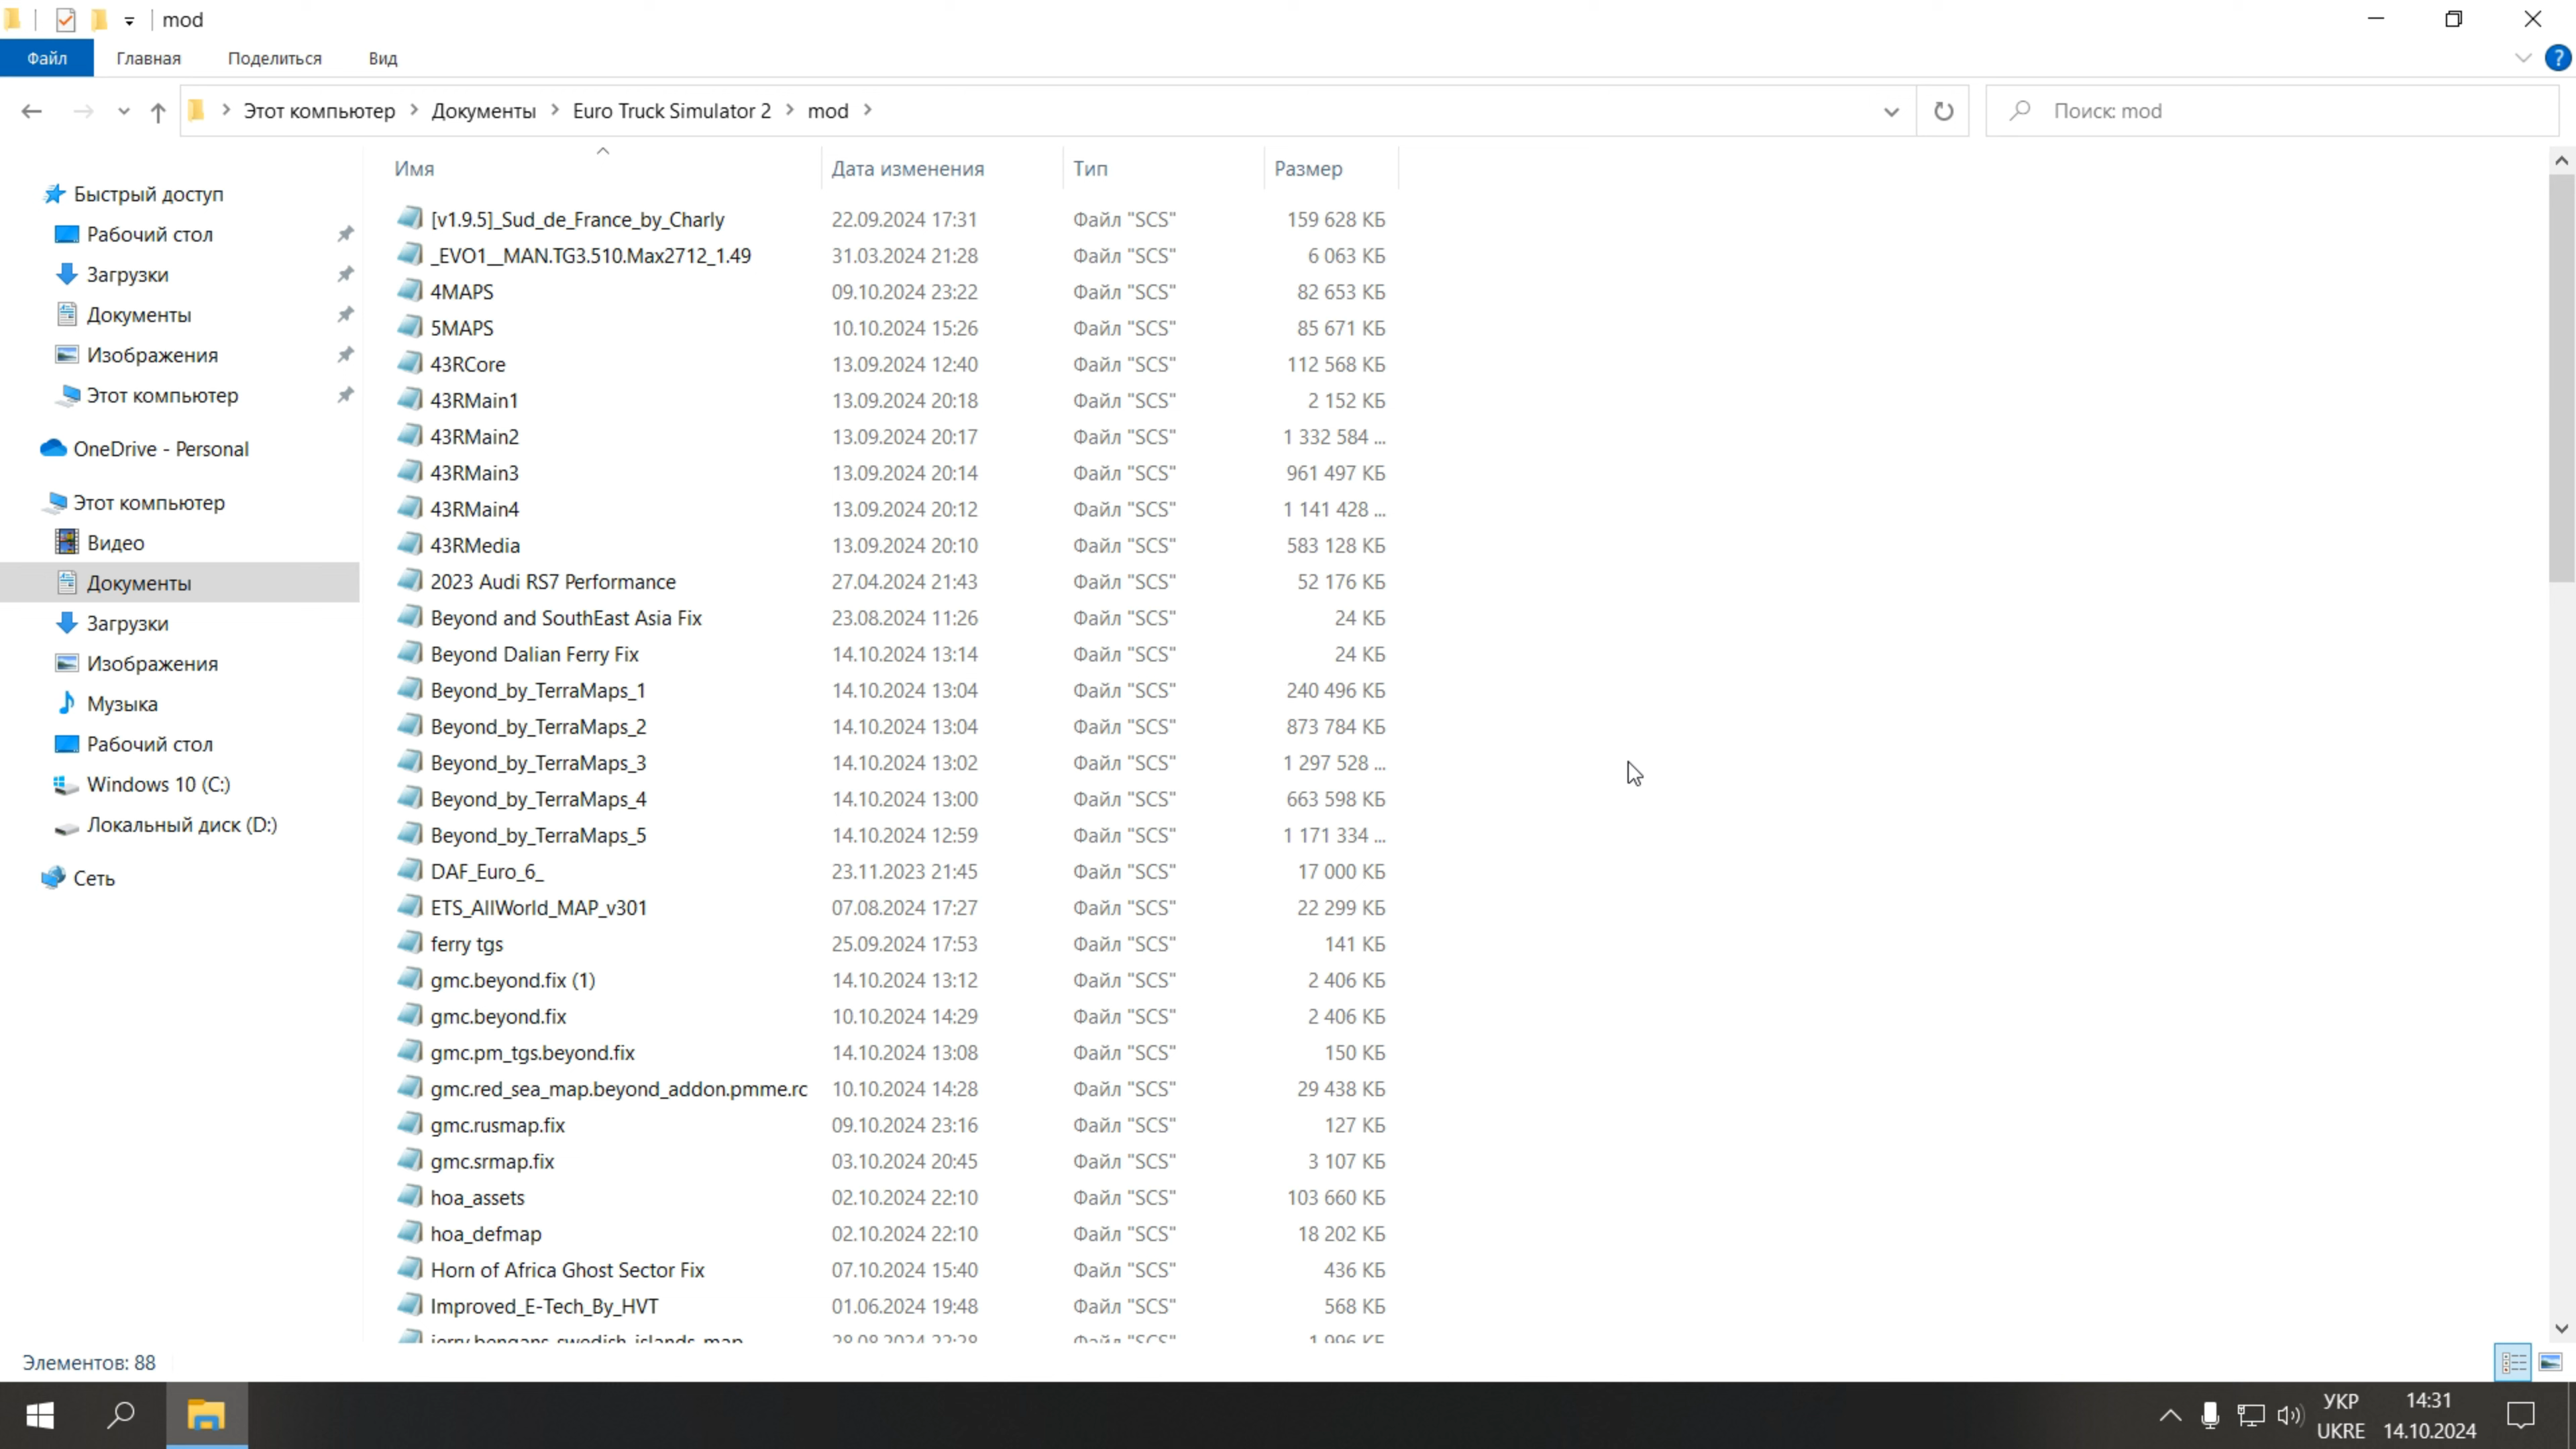 mod
Файл Главная Поделиться Вид
Этот компьютер Документы Euro Truck Simulator 2 mod Поиск: mod
Имя Дата изменения Тип Размер
Быстрый доступ
Рабочий стол
Загрузки
Документы
Изображения
Этот компьютер
OneDrive - Personal
Этот компьютер
Видео
Документы
Загрузки
Изображения
Музыка
Рабочий стол
Windows 10 (C:)
Локальный диск (D:)
Сеть
[v1.9.5]_Sud_de_France_by_Charly 22.09.2024 17:31 Файл "SCS" 159 628 КБ
_EVO1__MAN.TG3.510.Max2712_1.49 31.03.2024 21:28 Файл "SCS" 6 063 КБ
4MAPS 09.10.2024 23:22 Файл "SCS" 82 653 КБ
5MAPS 10.10.2024 15:26 Файл "SCS" 85 671 КБ
43RCore 13.09.2024 12:40 Файл "SCS" 112 568 КБ
43RMain1 13.09.2024 20:18 Файл "SCS" 2 152 КБ
43RMain2 13.09.2024 20:17 Файл "SCS" 1 332 584 ...
43RMain3 13.09.2024 20:14 Файл "SCS" 961 497 КБ
43RMain4 13.09.2024 20:12 Файл "SCS" 1 141 428 ...
43RMedia 13.09.2024 20:10 Файл "SCS" 583 128 КБ
2023 Audi RS7 Performance 27.04.2024 21:43 Файл "SCS" 52 176 КБ
Beyond and SouthEast Asia Fix 23.08.2024 11:26 Файл "SCS" 24 КБ
Beyond Dalian Ferry Fix 14.10.2024 13:14 Файл "SCS" 24 КБ
Beyond_by_TerraMaps_1 14.10.2024 13:04 Файл "SCS" 240 496 КБ
Beyond_by_TerraMaps_2 14.10.2024 13:04 Файл "SCS" 873 784 КБ
Beyond_by_TerraMaps_3 14.10.2024 13:02 Файл "SCS" 1 297 528 ...
Beyond_by_TerraMaps_4 14.10.2024 13:00 Файл "SCS" 663 598 КБ
Beyond_by_TerraMaps_5 14.10.2024 12:59 Файл "SCS" 1 171 334 ...
DAF_Euro_6_ 23.11.2023 21:45 Файл "SCS" 17 000 КБ
ETS_AllWorld_MAP_v301 07.08.2024 17:27 Файл "SCS" 22 299 КБ
ferry tgs 25.09.2024 17:53 Файл "SCS" 141 КБ
gmc.beyond.fix (1) 14.10.2024 13:12 Файл "SCS" 2 406 КБ
gmc.beyond.fix 10.10.2024 14:29 Файл "SCS" 2 406 КБ
gmc.pm_tgs.beyond.fix 14.10.2024 13:08 Файл "SCS" 150 КБ
gmc.red_sea_map.beyond_addon.pmme.rc 10.10.2024 14:28 Файл "SCS" 29 438 КБ
gmc.rusmap.fix 09.10.2024 23:16 Файл "SCS" 127 КБ
gmc.srmap.fix 03.10.2024 20:45 Файл "SCS" 3 107 КБ
hoa_assets 02.10.2024 22:10 Файл "SCS" 103 660 КБ
hoa_defmap 02.10.2024 22:10 Файл "SCS" 18 202 КБ
Horn of Africa Ghost Sector Fix 07.10.2024 15:40 Файл "SCS" 436 КБ
Improved_E-Tech_By_HVT 01.06.2024 19:48 Файл "SCS" 568 КБ
jerry.bengans_swedish_islands_map 28.08.2024 22:28 Файл "SCS" 1 996 КБ
Элементов: 88
УКР 14:31
UKRE 14.10.2024